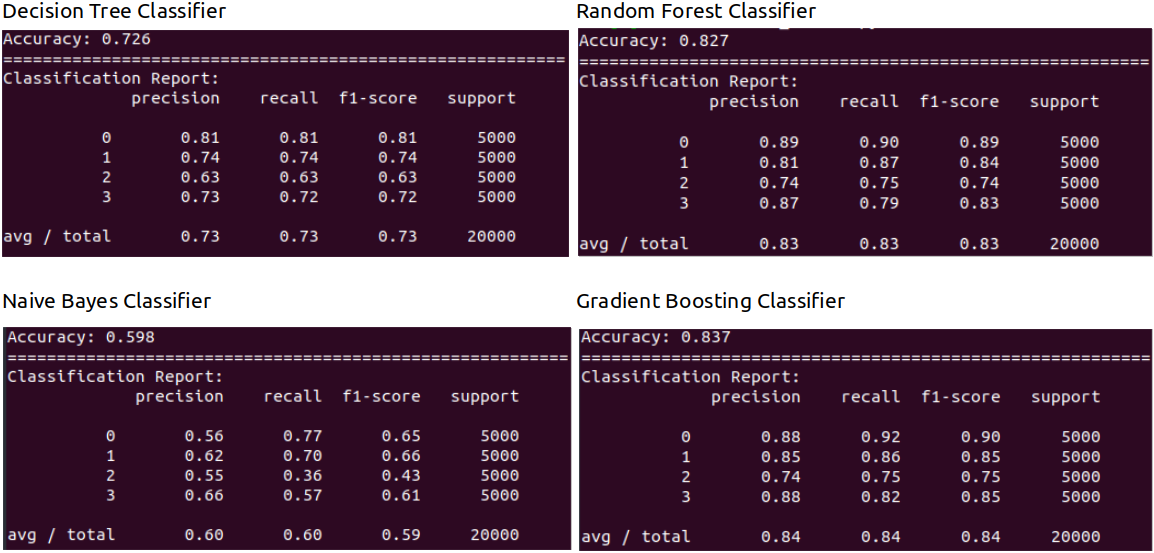 Decision Tree Classifier
Accuracy: 0.726
=========================================================
Classification Report:
precision recall f1-score support
0 0.81 0.81 0.81 5000
1 0.74 0.74 0.74 5000
2 0.63 0.63 0.63 5000
3 0.73 0.72 0.72 5000
avg / total 0.73 0.73 0.73 20000
Random Forest Classifier
Accuracy: 0.827
=========================================================
Classification Report:
precision recall f1-score support
0 0.89 0.90 0.89 5000
1 0.81 0.87 0.84 5000
2 0.74 0.75 0.74 5000
3 0.87 0.79 0.83 5000
avg / total 0.83 0.83 0.83 20000
Naive Bayes Classifier
Accuracy: 0.598
=========================================================
Classification Report:
precision recall f1-score support
0 0.56 0.77 0.65 5000
1 0.62 0.70 0.66 5000
2 0.55 0.36 0.43 5000
3 0.66 0.57 0.61 5000
avg / total 0.60 0.60 0.59 20000
Gradient Boosting Classifier
Accuracy: 0.837
=========================================================
Classification Report:
precision recall f1-score support
0 0.88 0.92 0.90 5000
1 0.85 0.86 0.85 5000
2 0.74 0.75 0.75 5000
3 0.88 0.82 0.85 5000
avg / total 0.84 0.84 0.84 20000